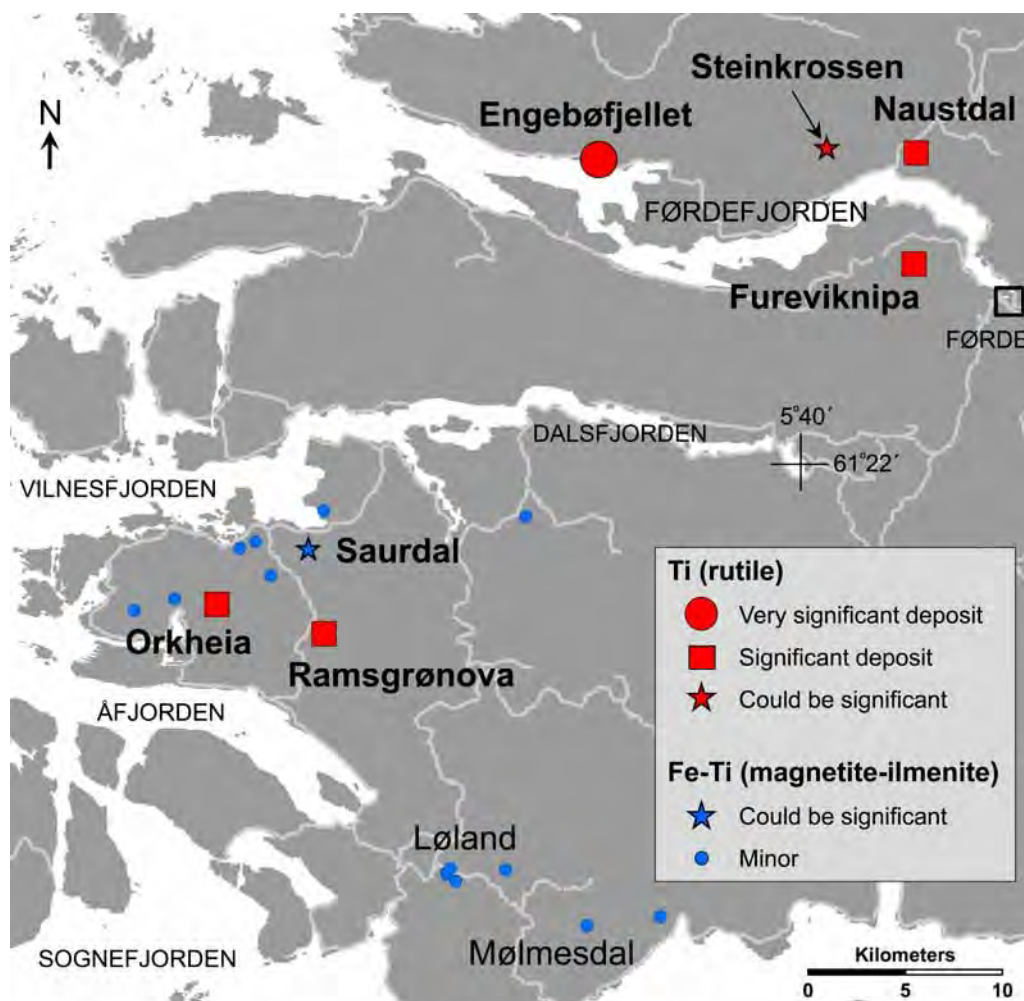 Steinkrossen
N
Engebøfjellet
Naustdal
FØRDEFJORDEN
Fureviknipa
FØRDE
5°40´
DALSFJORDEN
61°22´
VILNESFJORDEN
Saurdal
Orkheia
Ramsgrønova
ÅFJORDEN
Løland
Mølmesdal
SOGNEFJORDEN
Ti (rutile)
Very significant deposit
Significant deposit
Could be significant
Fe-Ti (magnetite-ilmenite)
Could be significant
Minor
Kilometers
0 5 10